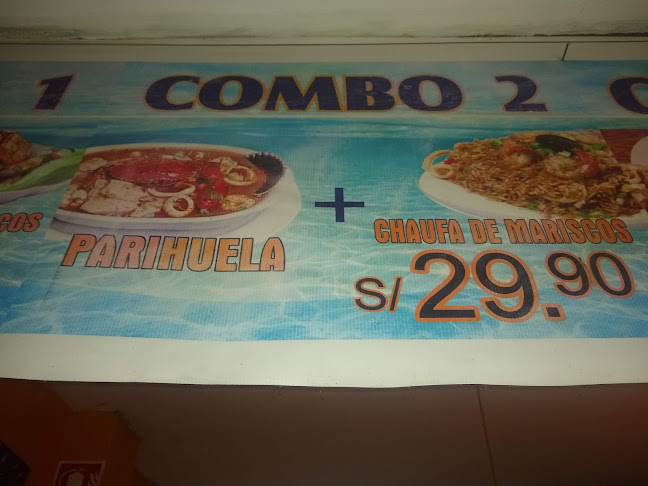 1 COMBO 2
COS
PARIHUELA + CHAUFA DE MARISCOS
S/29.90